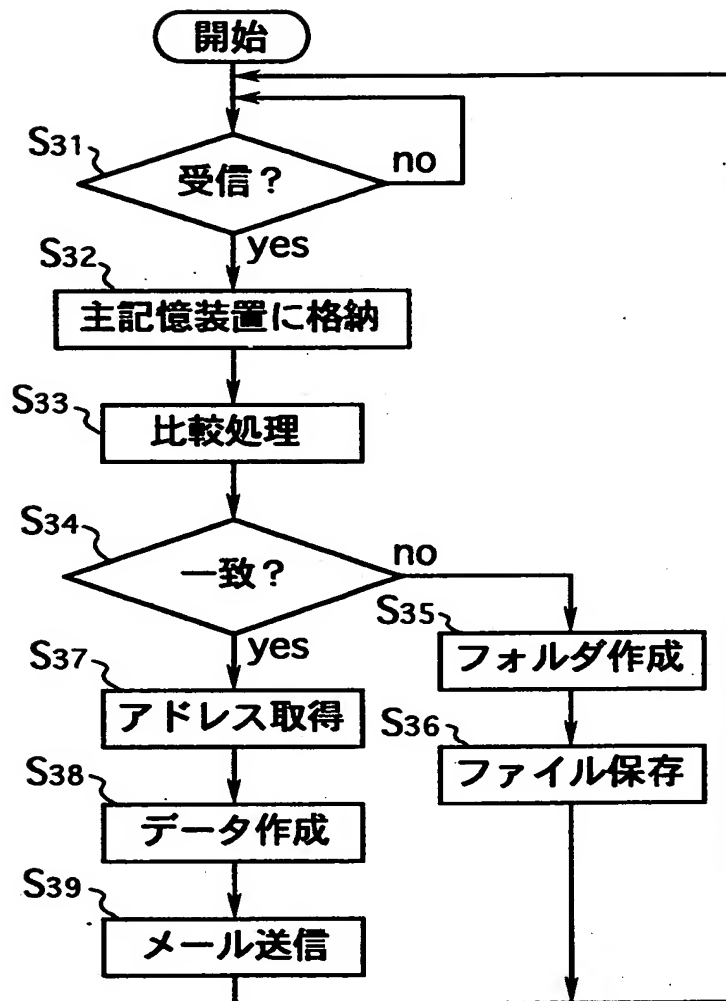 開始
S31
受信？
no
yes
S32
主記憶装置に格納
S33
比較処理
S34
一致？
no
yes
S35
フォルダ作成
S36
ファイル保存
S37
アドレス取得
S38
データ作成
S39
メール送信